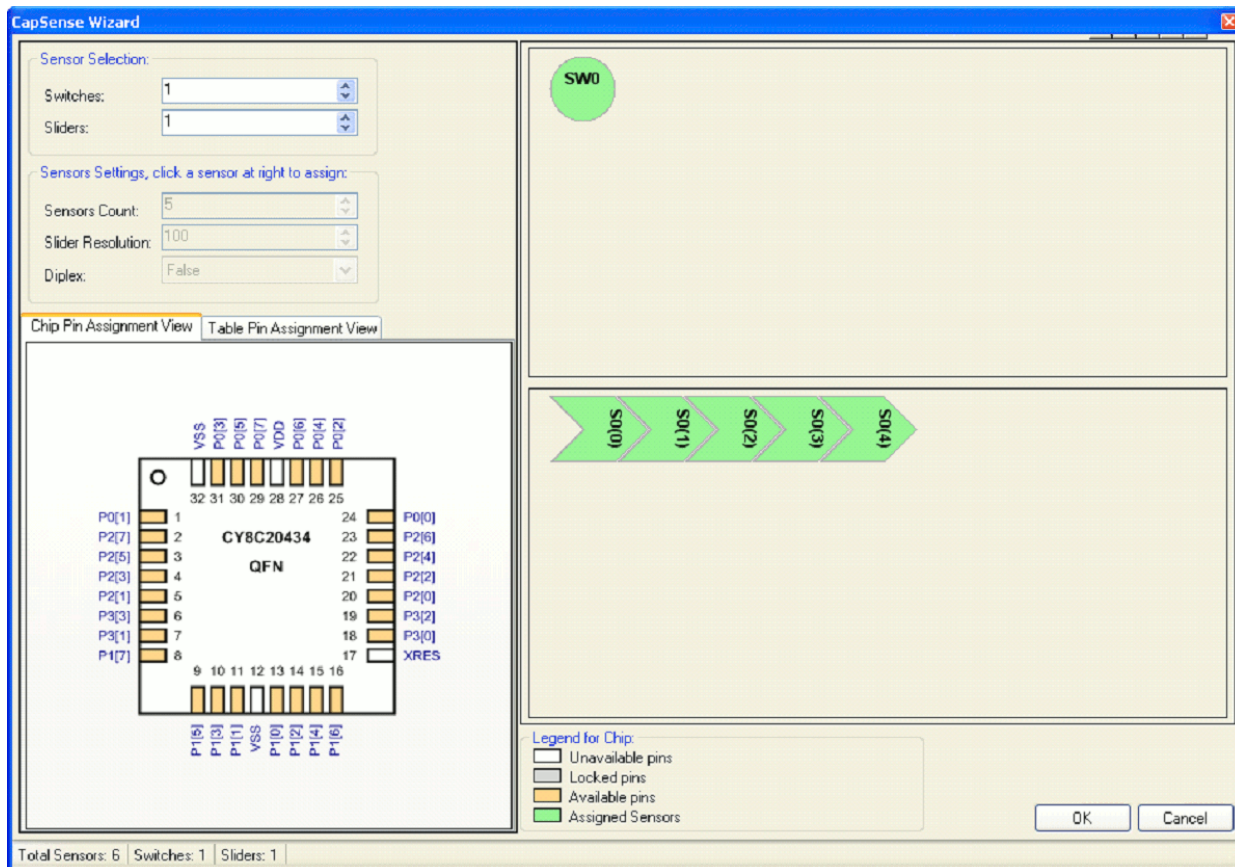 CapSense Wizard
Sensor Selection:
Switches: 1
Sliders: 1
Sensors Settings, click a sensor at right to assign:
Sensors Count: 5
Slider Resolution: 100
Diplex: False
Chip Pin Assignment View Table Pin Assignment View
VSS P0[3] P0[5] P0[7] VDD P0[6] P0[4] P0[2]
32 31 30 29 28 27 26 25
P0[1] 1 24 P0[0]
P2[7] 2 CY8C20434 23 P2[6]
P2[5] 3 22 P2[4]
QFN
P2[3] 4 21 P2[2]
P2[1] 5 20 P2[0]
P3[3] 6 19 P3[2]
P3[1] 7 18 P3[0]
P1[7] 8 17 XRES
9 10 11 12 13 14 15 16
P1[5] P1[3] P1[1] VSS P1[0] P1[2] P1[4] P1[6]
SW0
S0(0) S0(1) S0(2) S0(3) S0(4)
Legend for Chip:
Unavailable pins
Locked pins
Available pins
Assigned Sensors
OK Cancel
Total Sensors: 6 Switches: 1 Sliders: 1